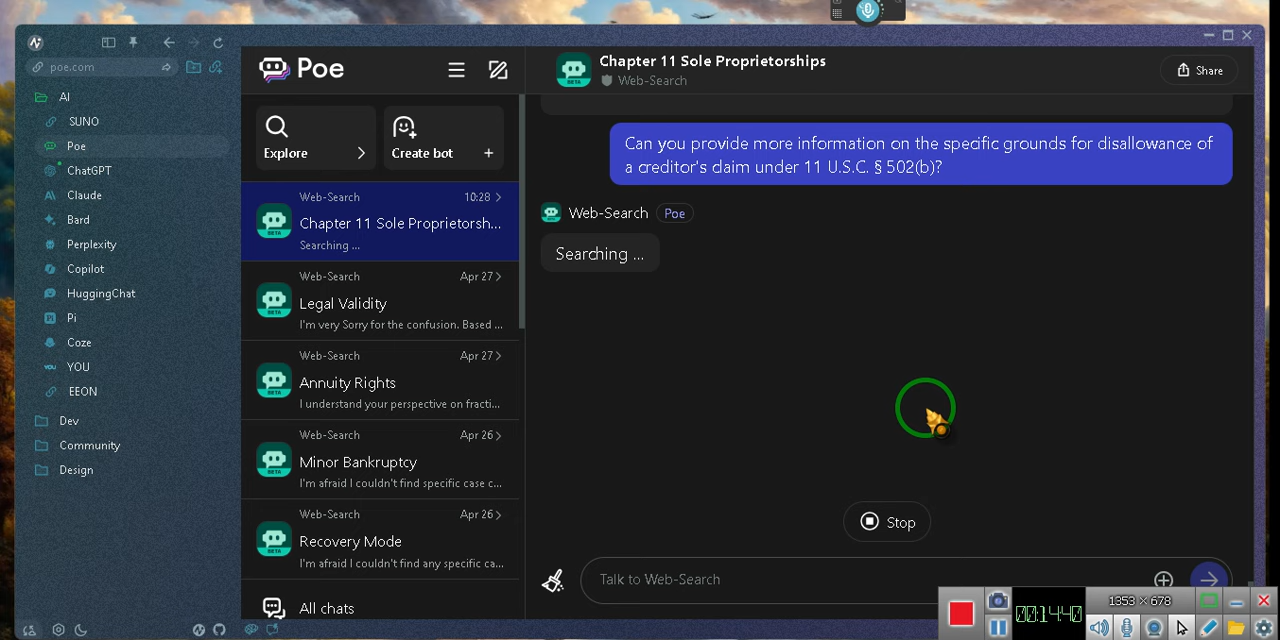 poe.com
AI
SUNO
Poe
ChatGPT
Claude
Bard
Perplexity
Copilot
HuggingChat
Pi
Coze
YOU
EEON
Dev
Community
Design
Poe
Explore
Create bot +
Web-Search 10:28
Chapter 11 Sole Proprietorsh...
Searching ...
Web-Search Apr 27
Legal Validity
I'm very Sorry for the confusion. Based ...
Web-Search Apr 27
Annuity Rights
I understand your perspective on fracti...
Web-Search Apr 26
Minor Bankruptcy
I'm afraid I couldn't find specific case c...
Web-Search Apr 26
Recovery Mode
I'm afraid I couldn't find any specific ca...
All chats
BETA
BETA
BETA
BETA
BETA
BETA
Chapter 11 Sole Proprietorships
Web-Search
Share
Can you provide more information on the specific grounds for disallowance of
a creditor's claim under 11 U.S.C. § 502(b)?
Web-Search Poe
Searching ...
Stop
Talk to Web-Search
00:14:40
1353 × 678